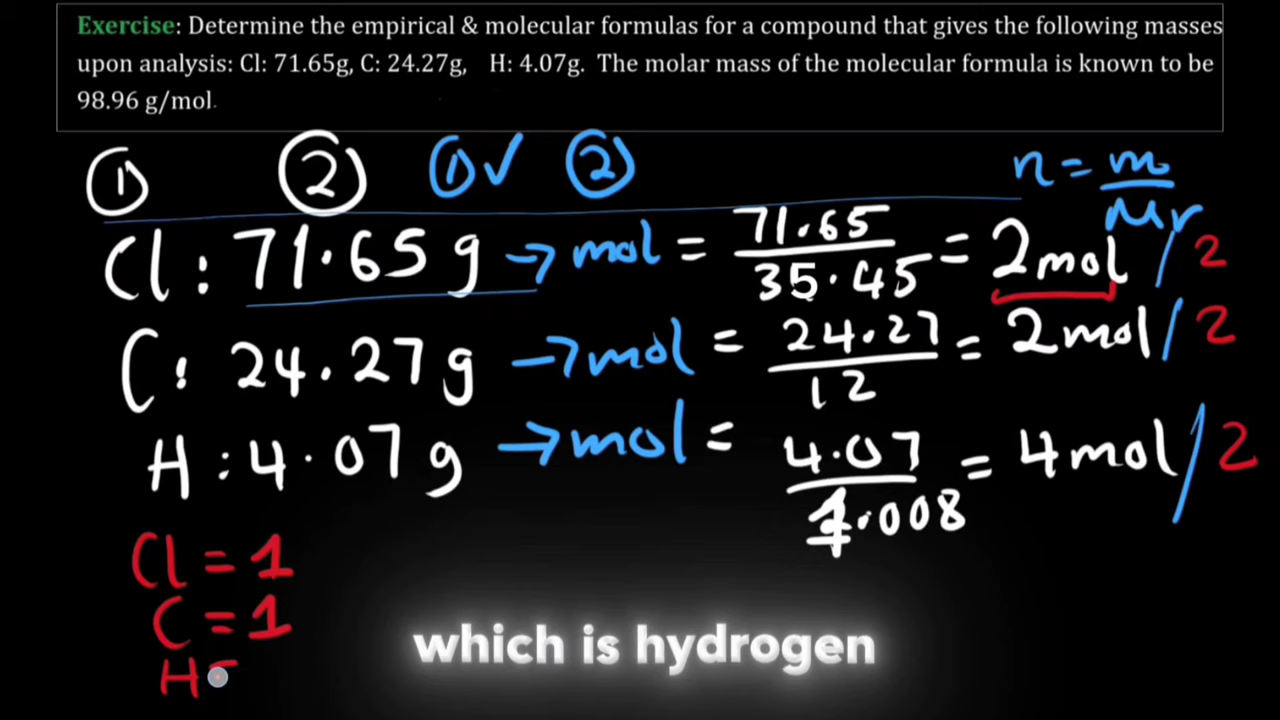 Exercise: Determine the empirical & molecular formulas for a compound that gives the following masses
upon analysis: Cl: 71.65g, C: 24.27g, H: 4.07g. The molar mass of the molecular formula is known to be
98.96 g/mol.
① ② ①✓ ② n = m/Mr
Cl : 71.65 g → mol = 71.65/35.45 = 2mol / 2
C : 24.27 g → mol = 24.27/12 = 2mol / 2
H : 4.07 g → mol = 4.07/1.008 = 4mol / 2
Cl = 1
C = 1
H =
which is hydrogen